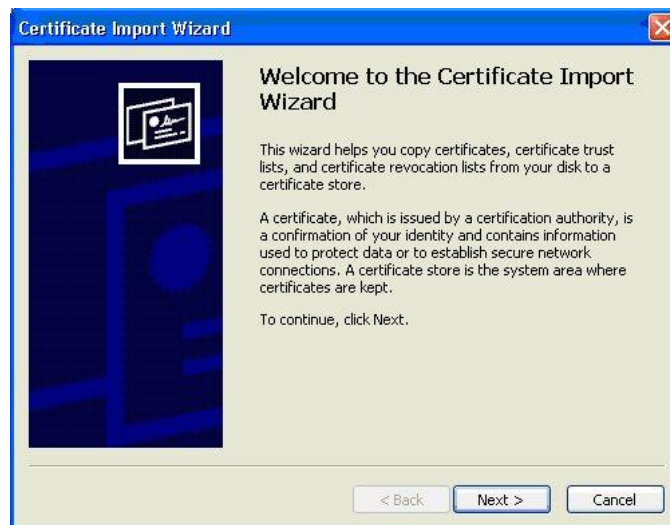 Certificate Import Wizard
Welcome to the Certificate Import
Wizard
This wizard helps you copy certificates, certificate trust
lists, and certificate revocation lists from your disk to a
certificate store.
A certificate, which is issued by a certification authority, is
a confirmation of your identity and contains information
used to protect data or to establish secure network
connections. A certificate store is the system area where
certificates are kept.
To continue, click Next.
< Back Next > Cancel